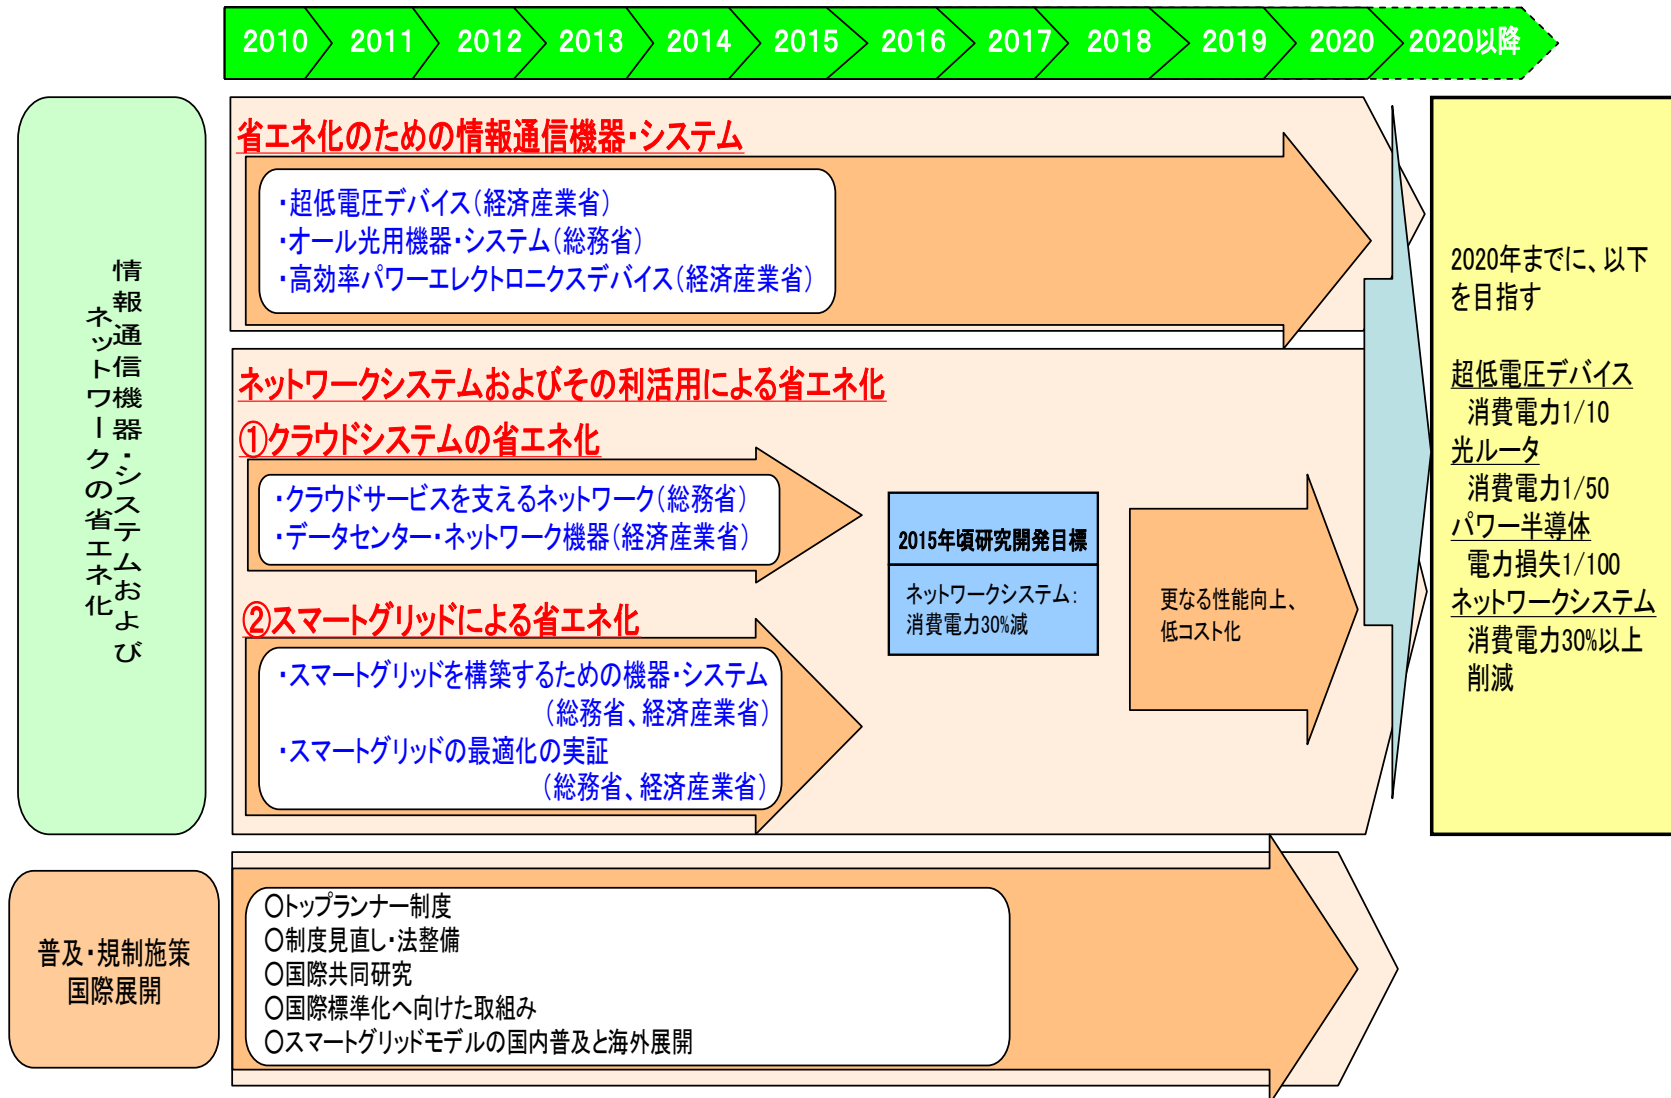 2010 2011 2012 2013 2014 2015 2016 2017 2018 2019 2020 2020以降
情報通信機器・システムおよび
ネットワークの省エネ化
省エネ化のための情報通信機器・システム
・超低電圧デバイス(経済産業省)
・オール光用機器・システム(総務省)
・高効率パワーエレクトロニクスデバイス(経済産業省)
ネットワークシステムおよびその利活用による省エネ化
①クラウドシステムの省エネ化
・クラウドサービスを支えるネットワーク(総務省)
・データセンター・ネットワーク機器(経済産業省)
②スマートグリッドによる省エネ化
・スマートグリッドを構築するための機器・システム
(総務省、経済産業省)
・スマートグリッドの最適化の実証
(総務省、経済産業省)
2015年頃研究開発目標
ネットワークシステム:
消費電力30%減
更なる性能向上、
低コスト化
2020年までに、以下
を目指す
超低電圧デバイス
消費電力1/10
光ルータ
消費電力1/50
パワー半導体
電力損失1/100
ネットワークシステム
消費電力30%以上
削減
普及・規制施策
国際展開
○トップランナー制度
○制度見直し・法整備
○国際共同研究
○国際標準化へ向けた取組み
○スマートグリッドモデルの国内普及と海外展開